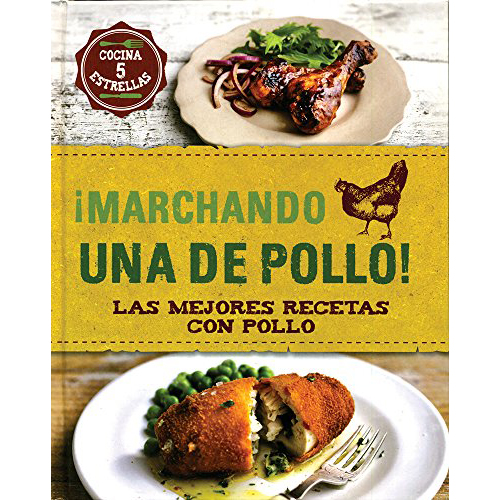 COCINA
5
ESTRELLAS
¡MARCHANDO
UNA DE POLLO!
LAS MEJORES RECETAS
CON POLLO